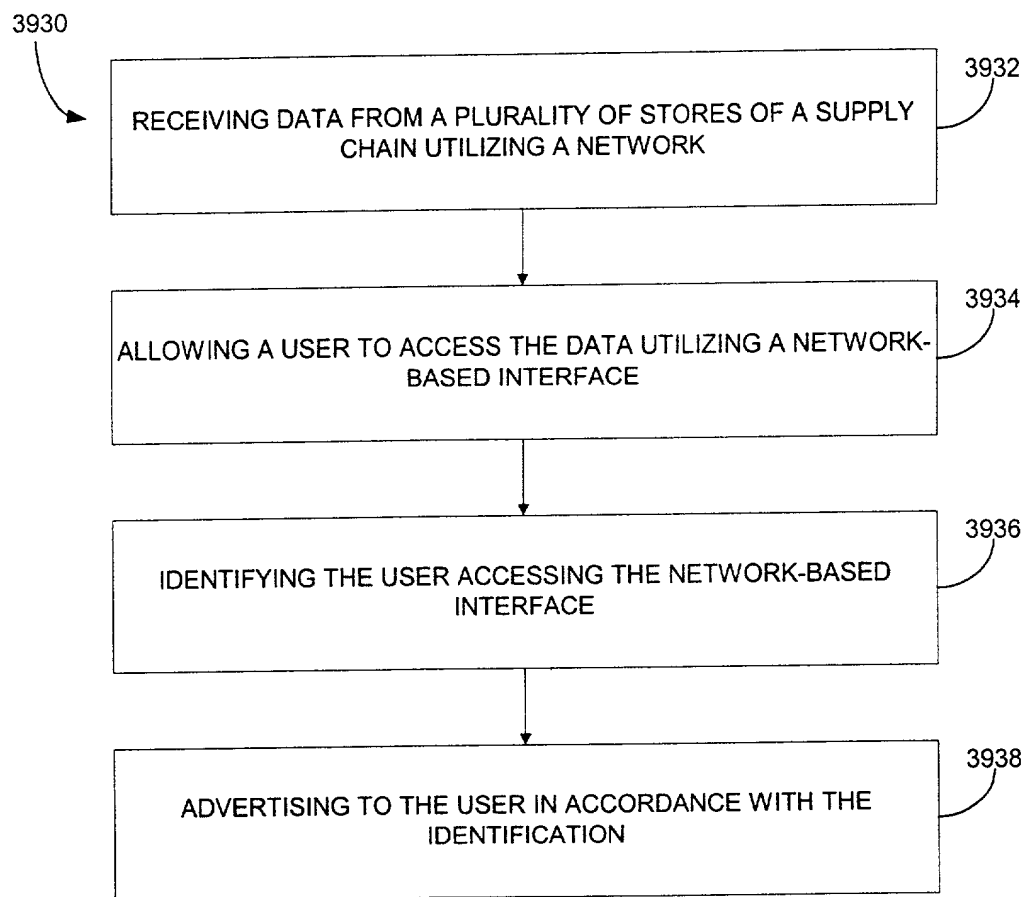 3930
3932
RECEIVING DATA FROM A PLURALITY OF STORES OF A SUPPLY
CHAIN UTILIZING A NETWORK
3934
ALLOWING A USER TO ACCESS THE DATA UTILIZING A NETWORK-
BASED INTERFACE
3936
IDENTIFYING THE USER ACCESSING THE NETWORK-BASED
INTERFACE
3938
ADVERTISING TO THE USER IN ACCORDANCE WITH THE
IDENTIFICATION